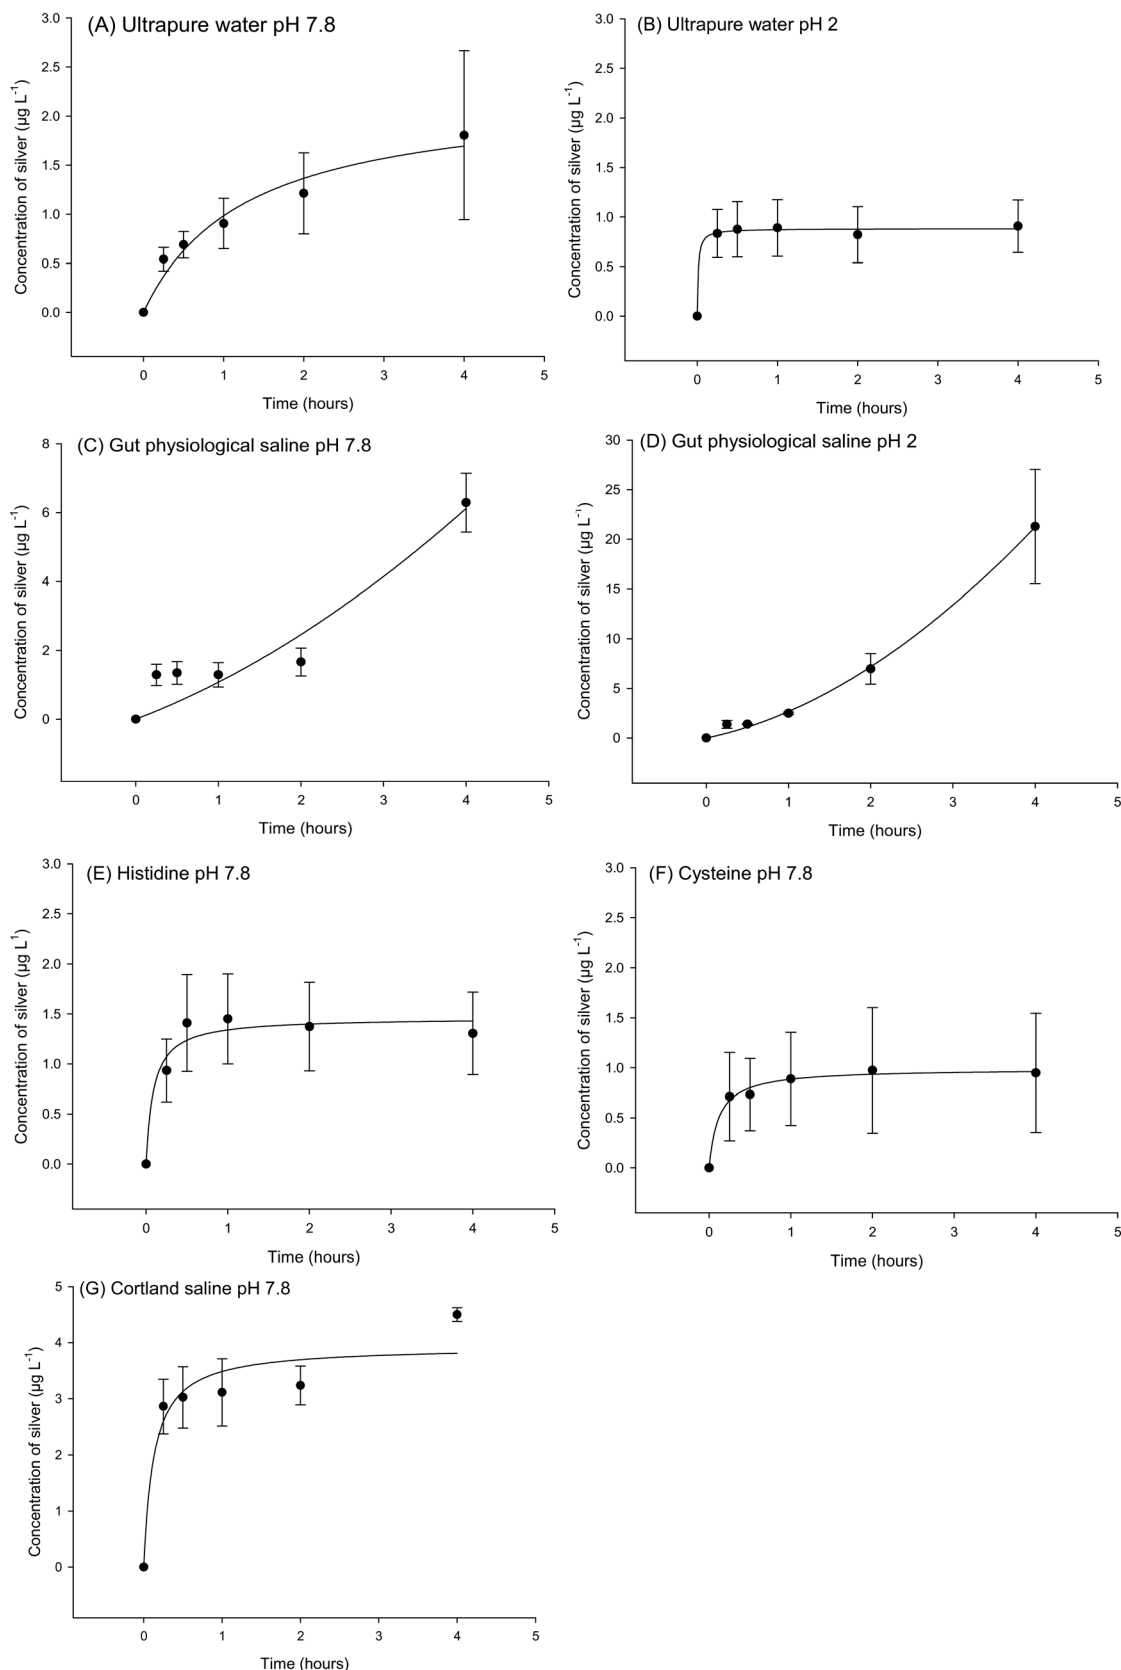 (A) Ultrapure water pH 7.8
Concentration of silver (µg L-1)
3.0
2.5
2.0
1.5
1.0
0.5
0.0
0 1 2 3 4 5
Time (hours)
(B) Ultrapure water pH 2
Concentration of silver (µg L-1)
3.0
2.5
2.0
1.5
1.0
0.5
0.0
0 1 2 3 4 5
Time (hours)
(C) Gut physiological saline pH 7.8
Concentration of silver (µg L-1)
8
6
4
2
0
0 1 2 3 4 5
Time (hours)
(D) Gut physiological saline pH 2
Concentration of silver (µg L-1)
30
25
20
15
10
5
0
0 1 2 3 4 5
Time (hours)
(E) Histidine pH 7.8
Concentration of silver (µg L-1)
3.0
2.5
2.0
1.5
1.0
0.5
0.0
0 1 2 3 4 5
Time (hours)
(F) Cysteine pH 7.8
Concentration of silver (µg L-1)
3.0
2.5
2.0
1.5
1.0
0.5
0.0
0 1 2 3 4 5
Time (hours)
(G) Cortland saline pH 7.8
Concentration of silver (µg L-1)
5
4
3
2
1
0
0 1 2 3 4 5
Time (hours)